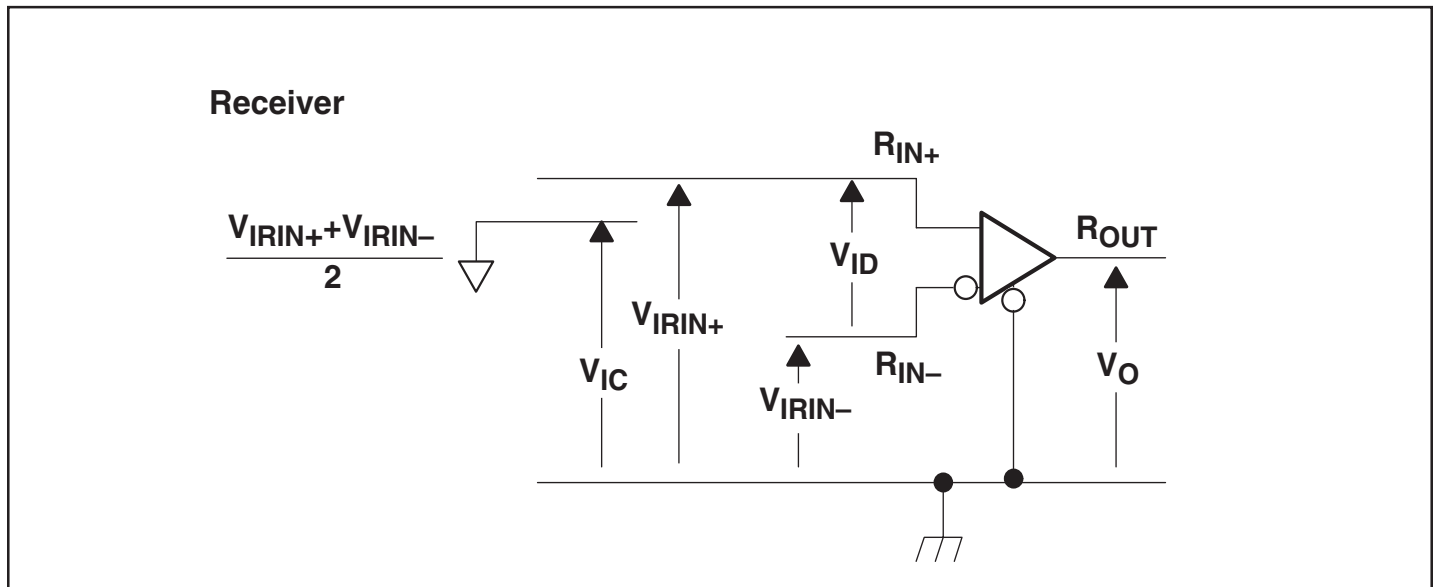 Receiver
RIN+
VIRIN++VIRIN–
2
ROUT
VID
VIRIN+
VIC
RIN–
VO
VIRIN–